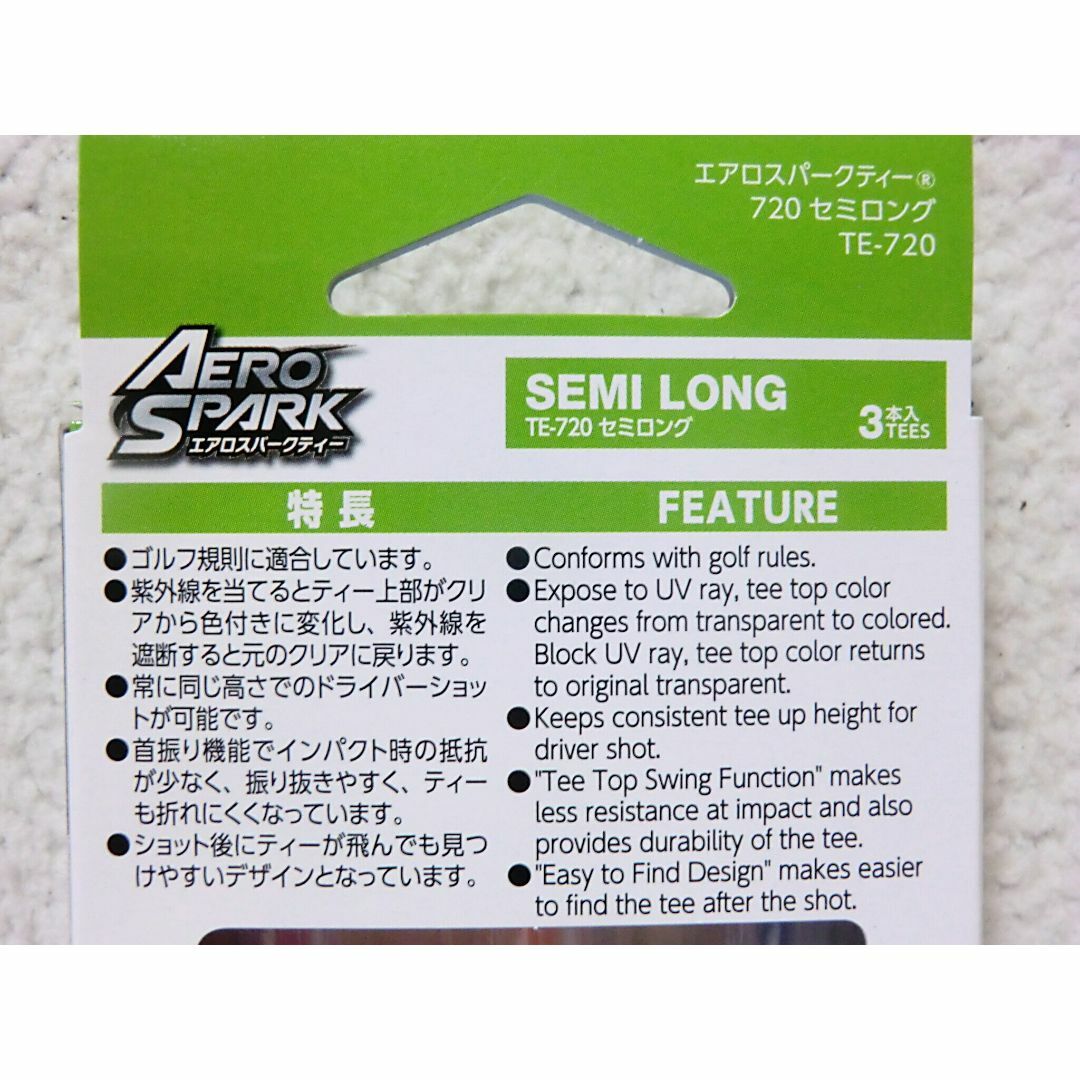 エアロスパークティー®
720 セミロング
TE-720
AERO
SPARK
エアロスパークティー
SEMI LONG
TE-720 セミロング
3本入
TEES
特長
●ゴルフ規則に適合しています。
●紫外線を当てるとティー上部がクリ
アから色付きに変化し、紫外線を
遮断すると元のクリアに戻ります。
●常に同じ高さでのドライバーショッ
トが可能です。
●首振り機能でインパクト時の抵抗
が少なく、振り抜きやすく、ティー
も折れにくくなっています。
●ショット後にティーが飛んでも見つ
けやすいデザインとなっています。
FEATURE
●Conforms with golf rules.
●Expose to UV ray, tee top color
changes from transparent to colored.
Block UV ray, tee top color returns
to original transparent.
●Keeps consistent tee up height for
driver shot.
●"Tee Top Swing Function" makes
less resistance at impact and also
provides durability of the tee.
●"Easy to Find Design" makes easier
to find the tee after the shot.